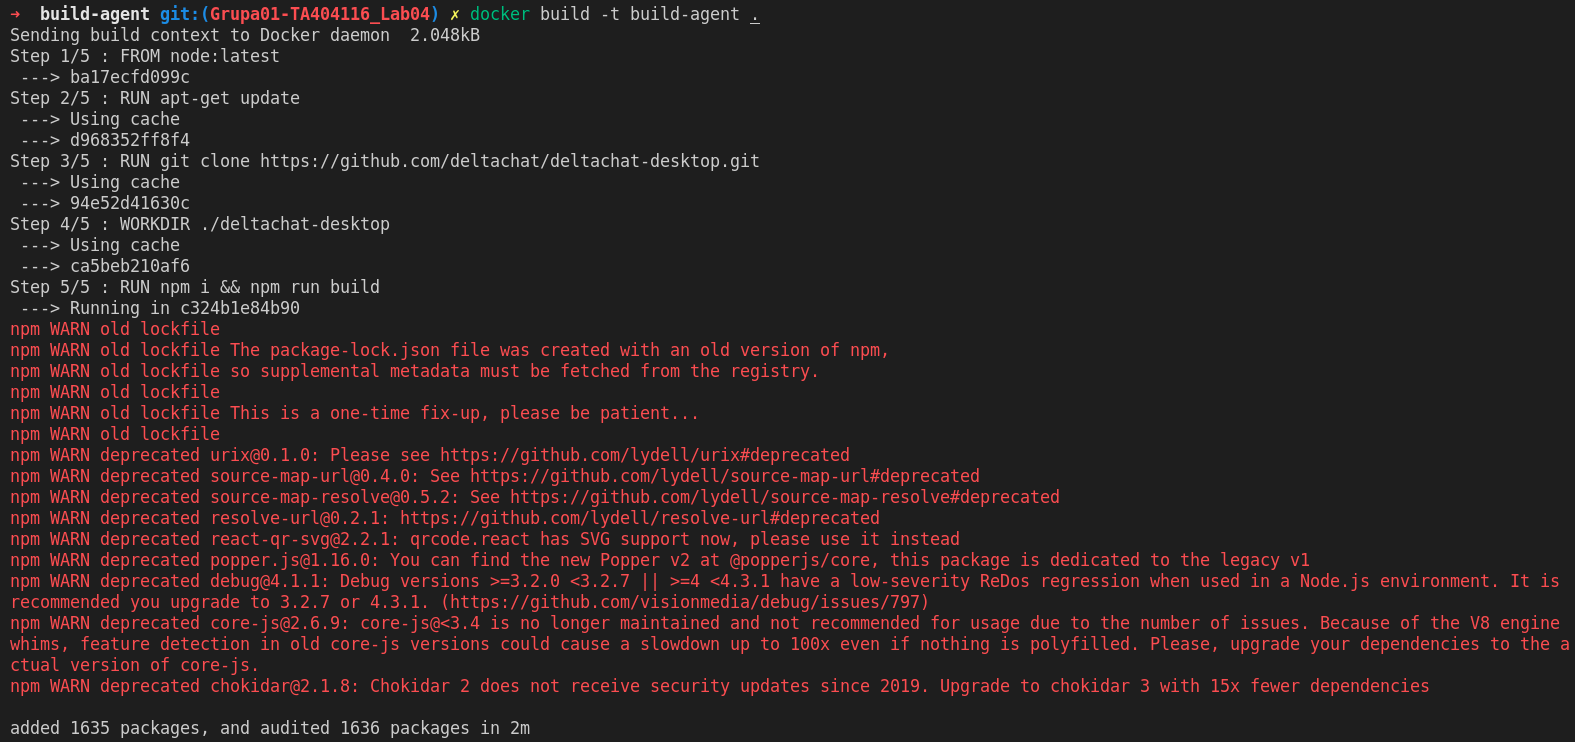 ➜  build-agent git:(Grupa01-TA404116_Lab04) ✗ docker build -t build-agent .
Sending build context to Docker daemon  2.048kB
Step 1/5 : FROM node:latest
 ---> ba17ecfd099c
Step 2/5 : RUN apt-get update
 ---> Using cache
 ---> d968352ff8f4
Step 3/5 : RUN git clone https://github.com/deltachat/deltachat-desktop.git
 ---> Using cache
 ---> 94e52d41630c
Step 4/5 : WORKDIR ./deltachat-desktop
 ---> Using cache
 ---> ca5beb210af6
Step 5/5 : RUN npm i && npm run build
 ---> Running in c324b1e84b90
npm WARN old lockfile
npm WARN old lockfile The package-lock.json file was created with an old version of npm,
npm WARN old lockfile so supplemental metadata must be fetched from the registry.
npm WARN old lockfile
npm WARN old lockfile This is a one-time fix-up, please be patient...
npm WARN old lockfile
npm WARN deprecated urix@0.1.0: Please see https://github.com/lydell/urix#deprecated
npm WARN deprecated source-map-url@0.4.0: See https://github.com/lydell/source-map-url#deprecated
npm WARN deprecated source-map-resolve@0.5.2: See https://github.com/lydell/source-map-resolve#deprecated
npm WARN deprecated resolve-url@0.2.1: https://github.com/lydell/resolve-url#deprecated
npm WARN deprecated react-qr-svg@2.2.1: qrcode.react has SVG support now, please use it instead
npm WARN deprecated popper.js@1.16.0: You can find the new Popper v2 at @popperjs/core, this package is dedicated to the legacy v1
npm WARN deprecated debug@4.1.1: Debug versions >=3.2.0 <3.2.7 || >=4 <4.3.1 have a low-severity ReDos regression when used in a Node.js environment. It is
recommended you upgrade to 3.2.7 or 4.3.1. (https://github.com/visionmedia/debug/issues/797)
npm WARN deprecated core-js@2.6.9: core-js@<3.4 is no longer maintained and not recommended for usage due to the number of issues. Because of the V8 engine
whims, feature detection in old core-js versions could cause a slowdown up to 100x even if nothing is polyfilled. Please, upgrade your dependencies to the a
ctual version of core-js.
npm WARN deprecated chokidar@2.1.8: Chokidar 2 does not receive security updates since 2019. Upgrade to chokidar 3 with 15x fewer dependencies
added 1635 packages, and audited 1636 packages in 2m